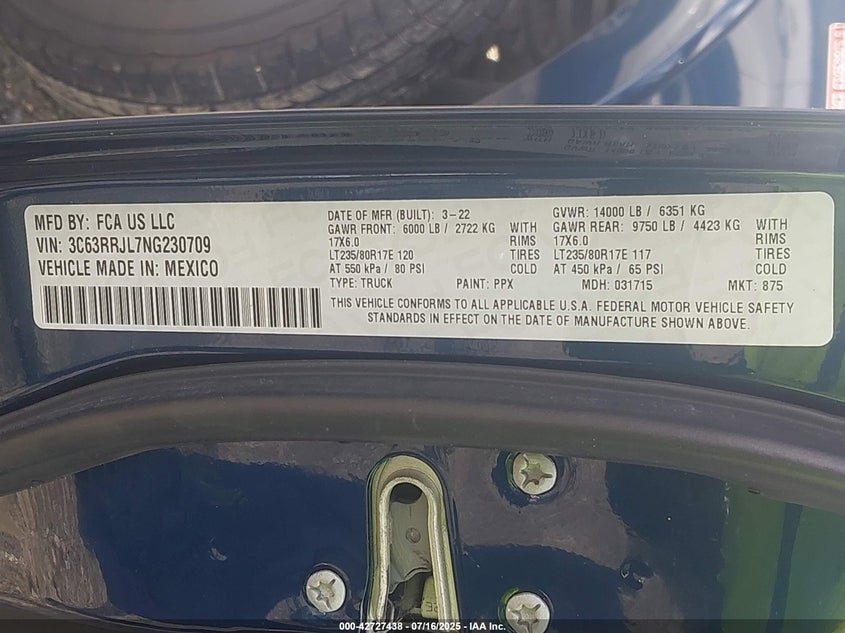 MFD BY: FCA US LLC
VIN: 3C63RRJL7NG230709
VEHICLE MADE IN: MEXICO
DATE OF MFR (BUILT): 3-22
GAWR FRONT: 6000 LB / 2722 KG WITH
17X6.0 RIMS
LT235/80R17E 120 TIRES
AT 550 kPa / 80 PSI COLD
TYPE: TRUCK PAINT: PPX
GVWR: 14000 LB / 6351 KG
GAWR REAR: 9750 LB / 4423 KG WITH
17X6.0 RIMS
LT235/80R17E 117 TIRES
AT 450 kPa / 65 PSI COLD
MDH: 031715 MKT: 875
THIS VEHICLE CONFORMS TO ALL APPLICABLE U.S.A. FEDERAL MOTOR VEHICLE SAFETY
STANDARDS IN EFFECT ON THE DATE OF MANUFACTURE SHOWN ABOVE.
000-42727438 - 07/16/2025 - IAA Inc.